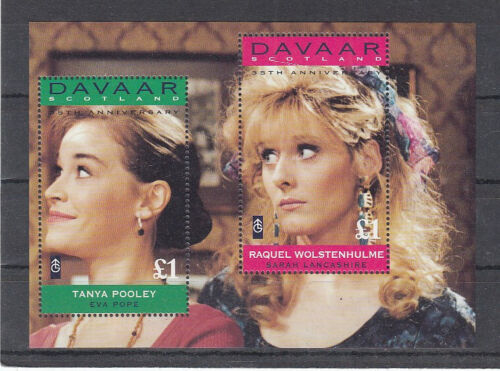 DAVAAR
SCOTLAND
35TH ANNIVERSARY
£1
TANYA POOLEY
EVA POPE
DAVAAR
SCOTLAND
35TH ANNIVERSARY
£1
RAQUEL WOLSTENHULME
SARAH LANCASHIRE